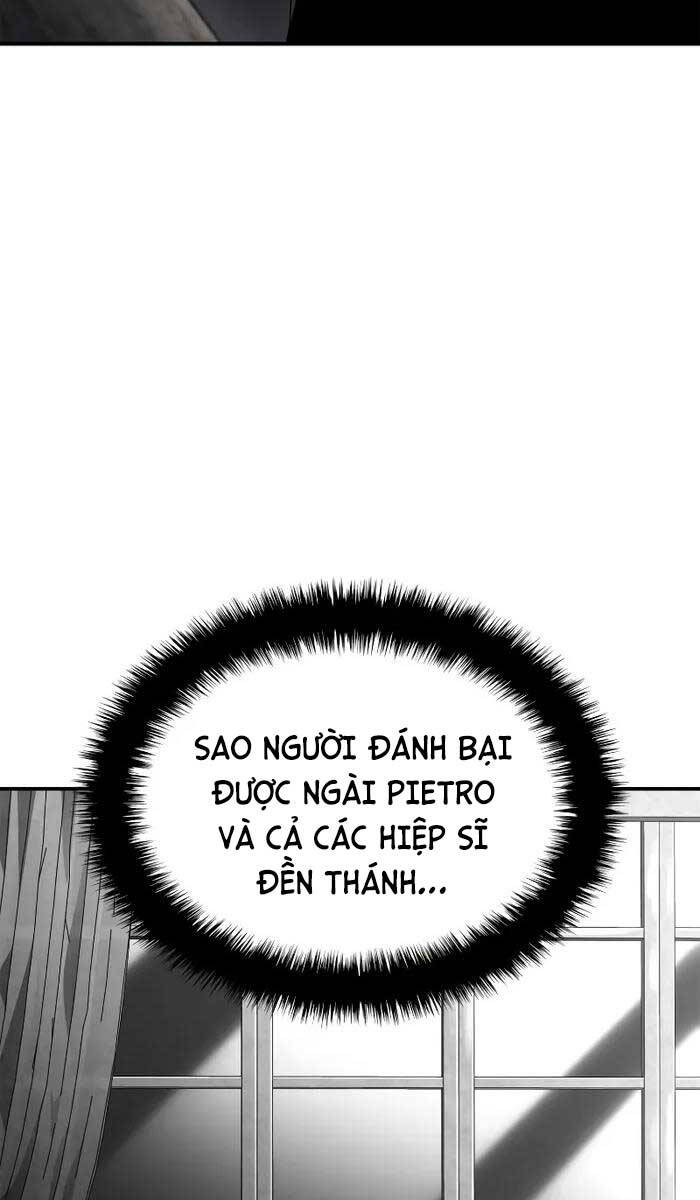 SAO NGƯỜI ĐÁNH BẠI
ĐƯỢC NGÀI PIETRO
VÀ CẢ CÁC HIỆP SĨ
ĐỀN THÁNH...